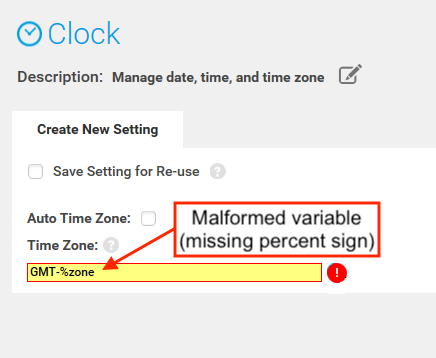 Clock
Description: Manage date, time, and time zone
Create New Setting
Save Setting for Re-use ?
Auto Time Zone:
Malformed variable
(missing percent sign)
Time Zone: ?
GMT-%zone !